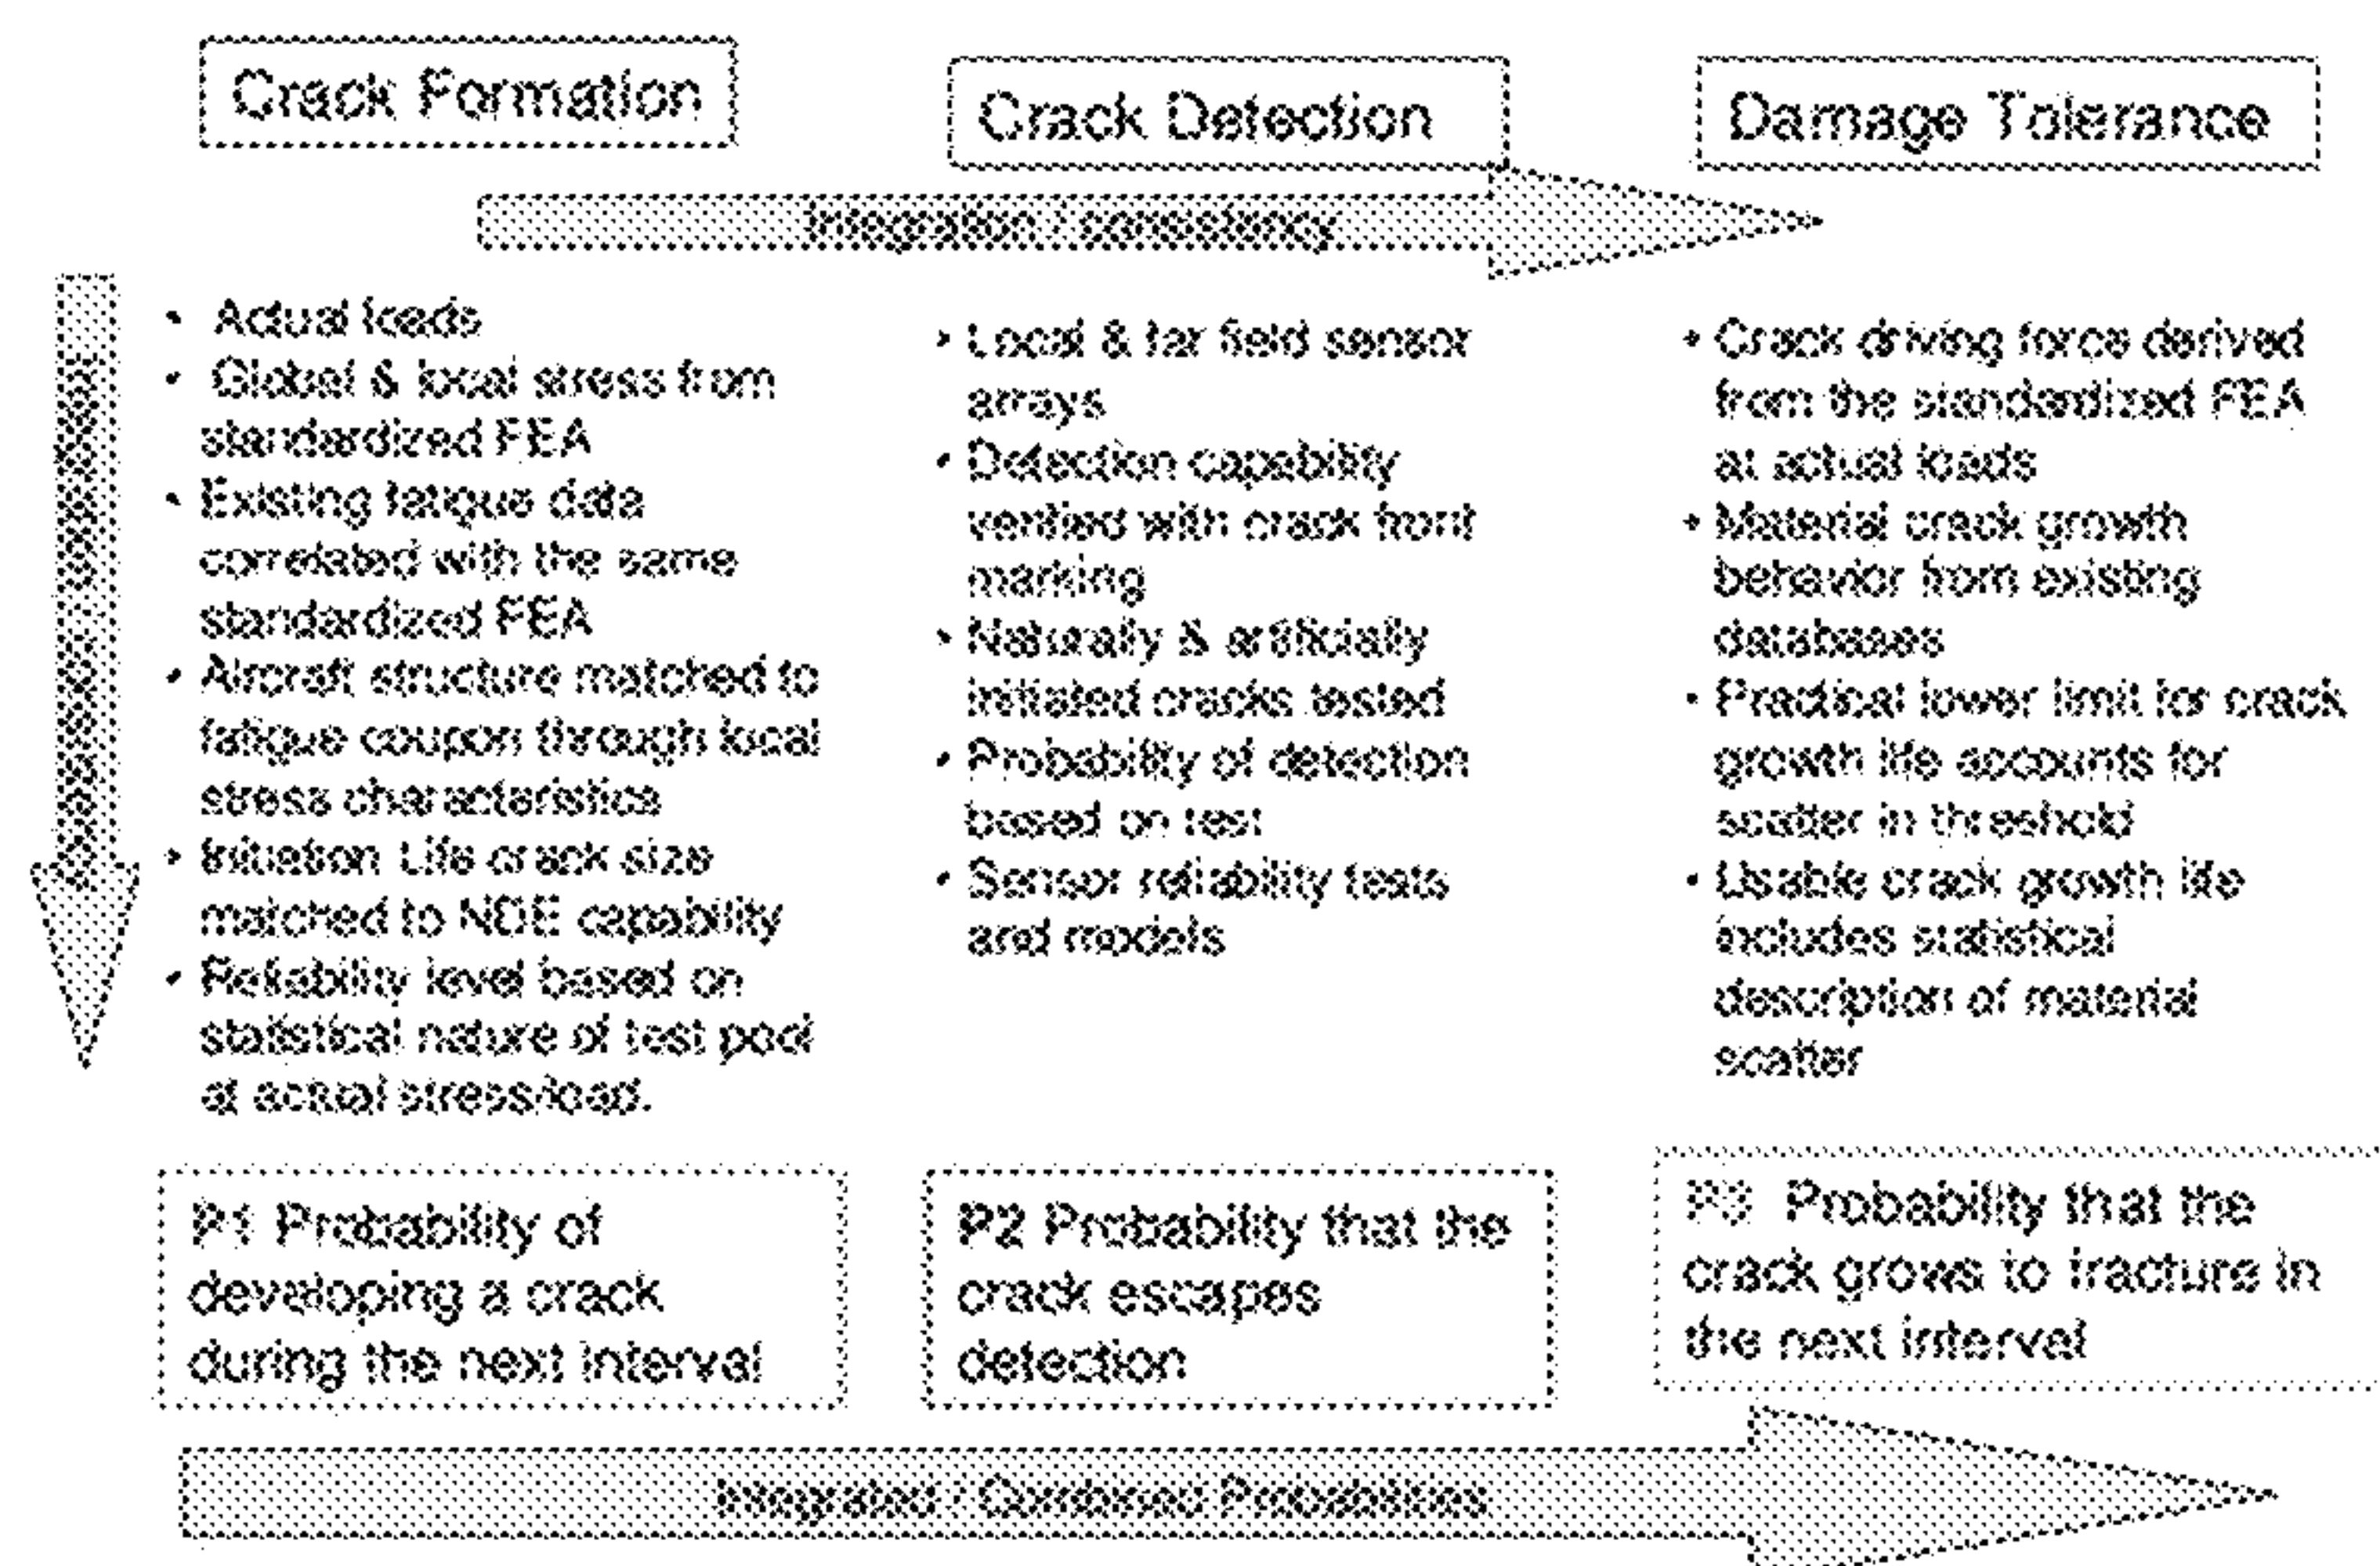 Crack Formation
Crack Detection
Damage Tolerance
Integration / consistency
• Actual loads
• Global & local stress from
standardized FEA
• Existing fatigue data
correlated with the same
standardized FEA
• Aircraft structure matched to
fatigue coupon through local
stress characteristics
• Initiation Life crack size
matched to NDE capability
• Reliability level based on
statistical nature of test pool
at actual stress/load.
• Local & far field sensor
arrays
• Detection capability
verified with crack front
marking
• Naturally & artificially
initiated cracks tested
• Probability of detection
based on test
• Sensor reliability tests
and models
• Crack driving force derived
from the standardized FEA
at actual loads
• Material crack growth
behavior from existing
databases
• Practical lower limit for crack
growth life accounts for
scatter in threshold
• Usable crack growth life
includes statistical
description of material
scatter
P1 Probability of
developing a crack
during the next interval
P2 Probability that the
crack escapes
detection
P3 Probability that the
crack grows to fracture in
the next interval
Integrated / Combined Probabilities